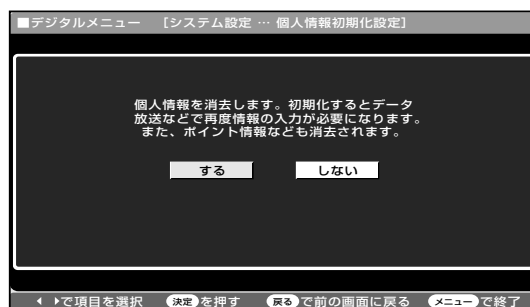 ■デジタルメニュー　[システム設定 … 個人情報初期化設定]
個人情報を消去します。初期化するとデータ
放送などで再度情報の入力が必要になります。
また、ポイント情報なども消去されます。
する　しない
で項目を選択　決定を押す　戻るで前の画面に戻る　メニューで終了